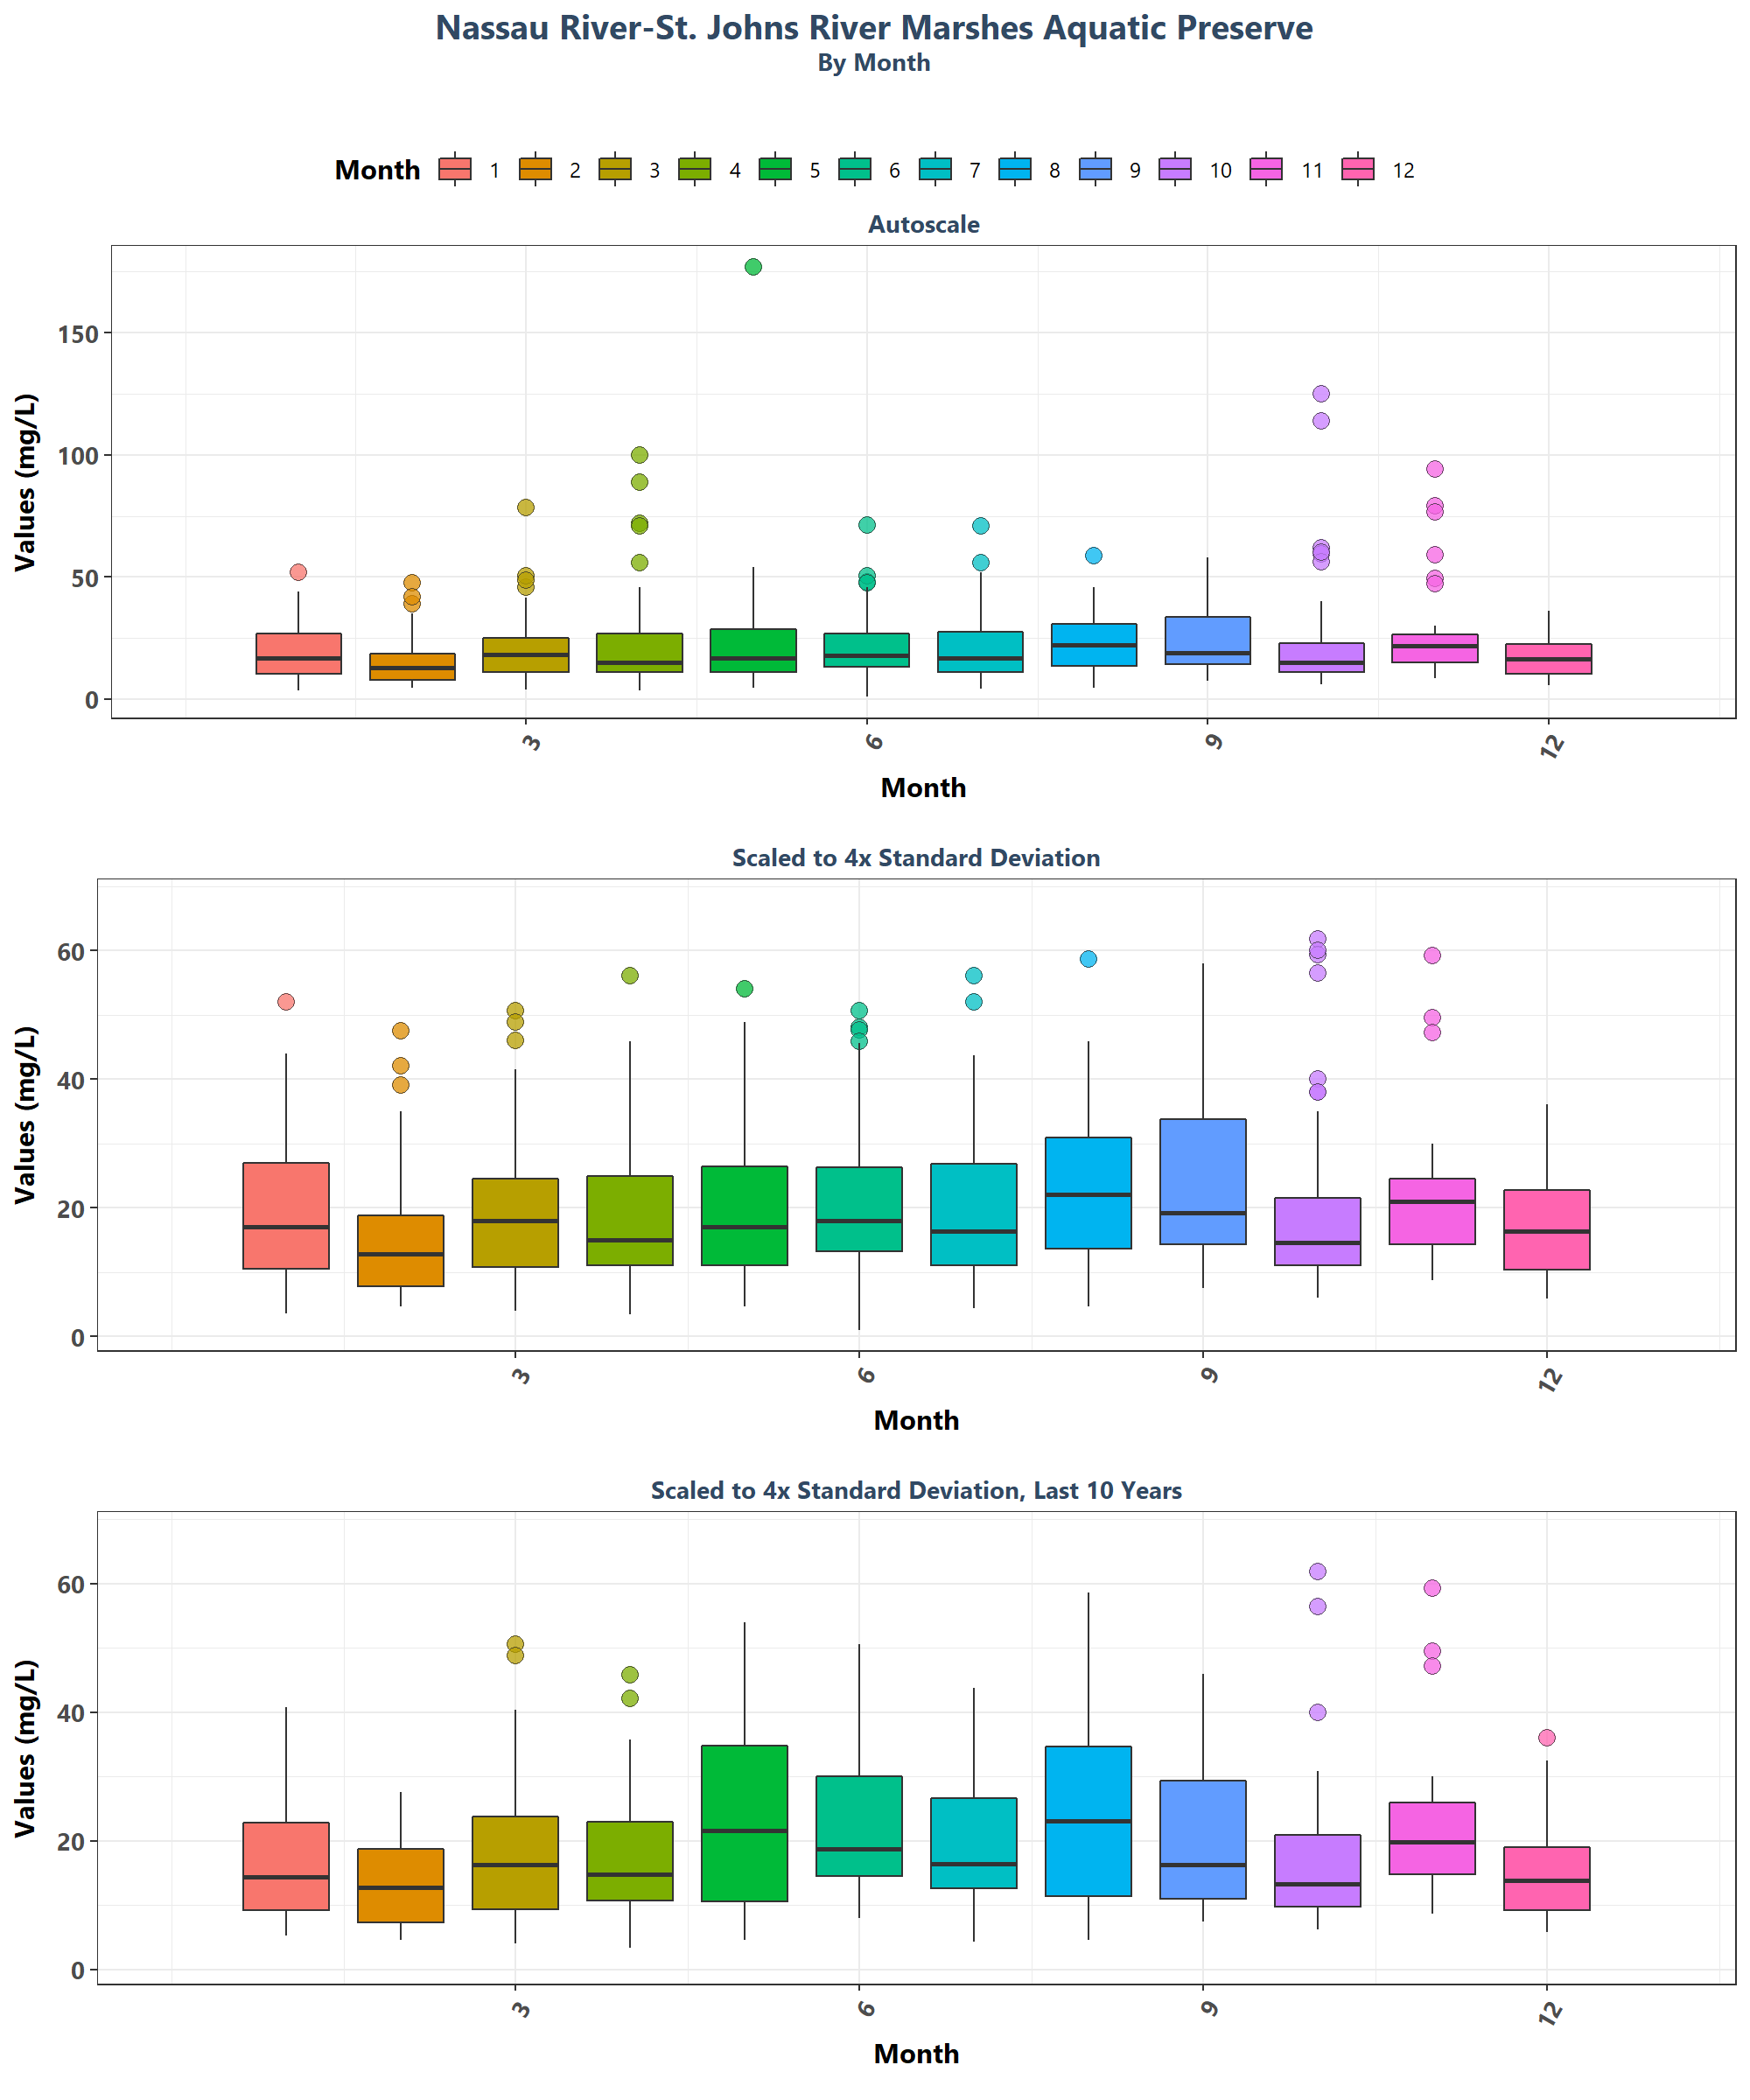 Nassau River-St. Johns River Marshes Aquatic Preserve
By Month
Month 1 2 3 4 5 6 7 8 9 10 11 12
Autoscale
Values (mg/L)
150
100
50
0
3 6 9 12
Month
Scaled to 4x Standard Deviation
Values (mg/L)
60
40
20
0
3 6 9 12
Month
Scaled to 4x Standard Deviation, Last 10 Years
Values (mg/L)
60
40
20
0
3 6 9 12
Month